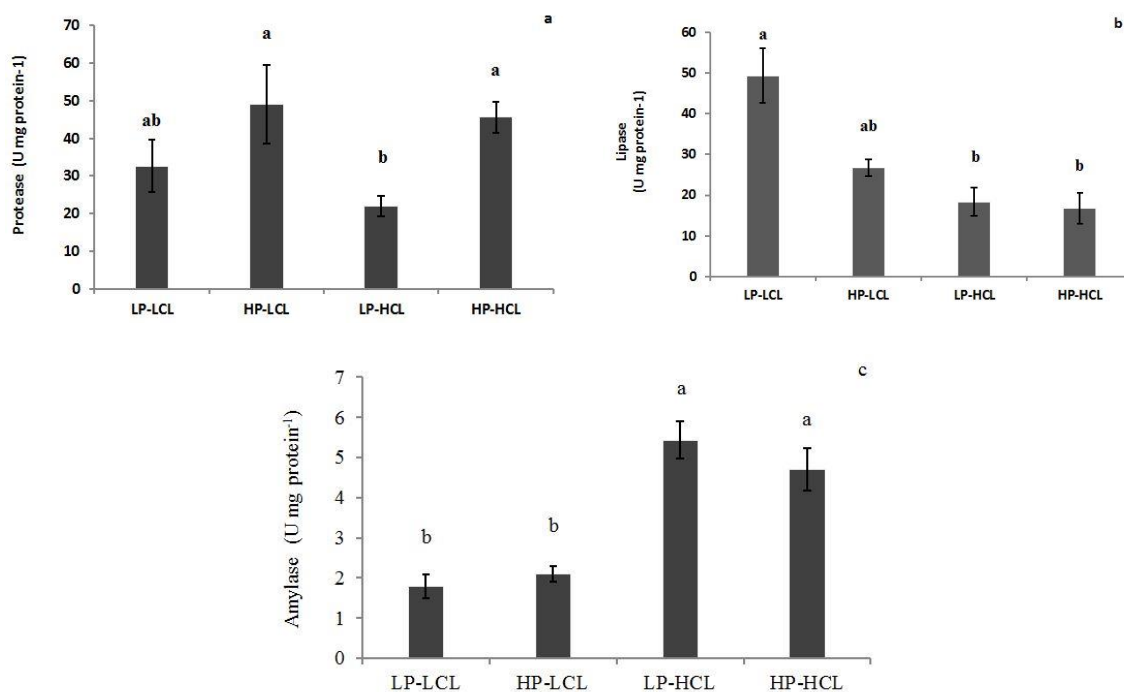 a
Protease (U mg protein-1)
70
60
50
40
30
20
10
0
ab
a
b
a
LP-LCL HP-LCL LP-HCL HP-HCL
b
Lipase
(U mg protein-1)
60
50
40
30
20
10
0
a
ab
b
b
LP-LCL HP-LCL LP-HCL HP-HCL
c
Amylase (U mg protein⁻¹)
7
6
5
4
3
2
1
0
b
b
a
a
LP-LCL HP-LCL LP-HCL HP-HCL